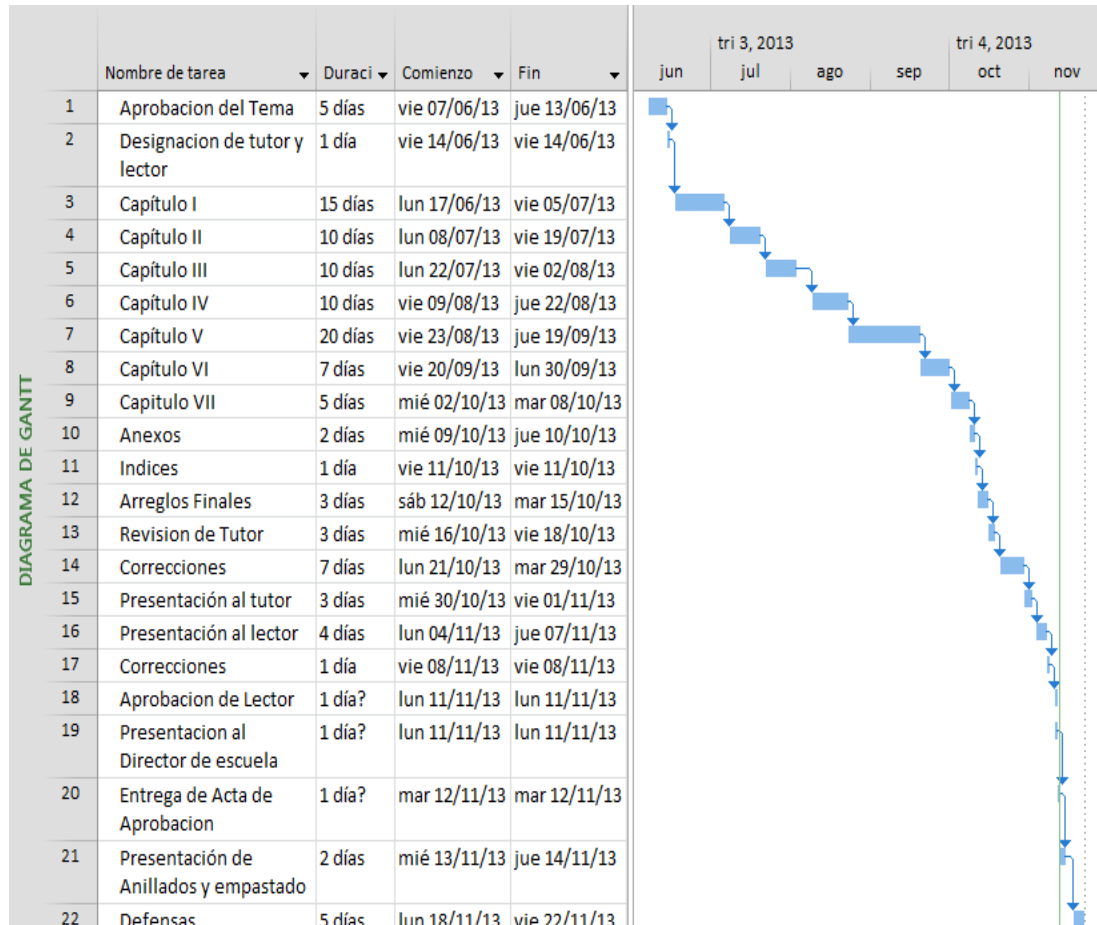 tri 3, 2013 tri 4, 2013
Nombre de tarea Duraci Comienzo Fin jun jul ago sep oct nov
DIAGRAMA DE GANTT
1 Aprobacion del Tema 5 días vie 07/06/13 jue 13/06/13
2 Designacion de tutor y 1 día vie 14/06/13 vie 14/06/13
lector
3 Capítulo I 15 días lun 17/06/13 vie 05/07/13
4 Capítulo II 10 días lun 08/07/13 vie 19/07/13
5 Capítulo III 10 días lun 22/07/13 vie 02/08/13
6 Capítulo IV 10 días vie 09/08/13 jue 22/08/13
7 Capítulo V 20 días vie 23/08/13 jue 19/09/13
8 Capítulo VI 7 días vie 20/09/13 lun 30/09/13
9 Capitulo VII 5 días mié 02/10/13 mar 08/10/13
10 Anexos 2 días mié 09/10/13 jue 10/10/13
11 Indices 1 día vie 11/10/13 vie 11/10/13
12 Arreglos Finales 3 días sáb 12/10/13 mar 15/10/13
13 Revision de Tutor 3 días mié 16/10/13 vie 18/10/13
14 Correcciones 7 días lun 21/10/13 mar 29/10/13
15 Presentación al tutor 3 días mié 30/10/13 vie 01/11/13
16 Presentación al lector 4 días lun 04/11/13 jue 07/11/13
17 Correcciones 1 día vie 08/11/13 vie 08/11/13
18 Aprobacion de Lector 1 día? lun 11/11/13 lun 11/11/13
19 Presentacion al 1 día? lun 11/11/13 lun 11/11/13
Director de escuela
20 Entrega de Acta de 1 día? mar 12/11/13 mar 12/11/13
Aprobacion
21 Presentación de 2 días mié 13/11/13 jue 14/11/13
Anillados y empastado
22 Defensas 5 días lun 18/11/13 vie 22/11/13